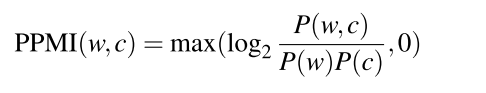 PPMI(w,c) = max(log₂ P(w,c) / P(w)P(c) ,0)